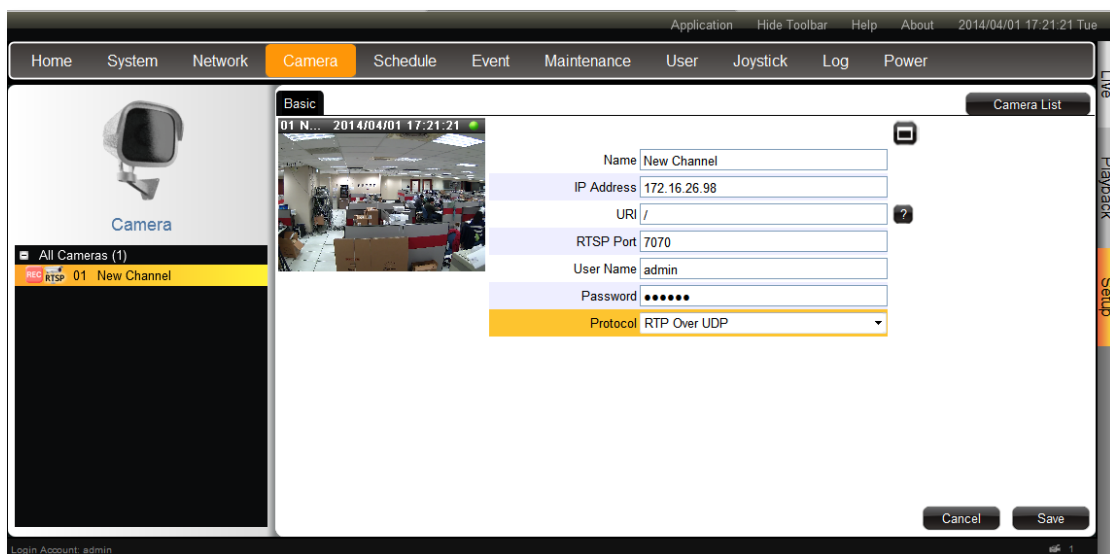 Application Hide Toolbar Help About 2014/04/01 17:21:21 Tue
Home System Network Camera Schedule Event Maintenance User Joystick Log Power
Live
Playback
Setup
Camera
All Cameras (1)
REC RTSP 01 New Channel
Basic
Camera List
01 N... 2014/04/01 17:21:21
Name New Channel
IP Address 172.16.26.98
URI / ?
RTSP Port 7070
User Name admin
Password ●●●●●●
Protocol RTP Over UDP
Cancel Save
Login Account: admin 1